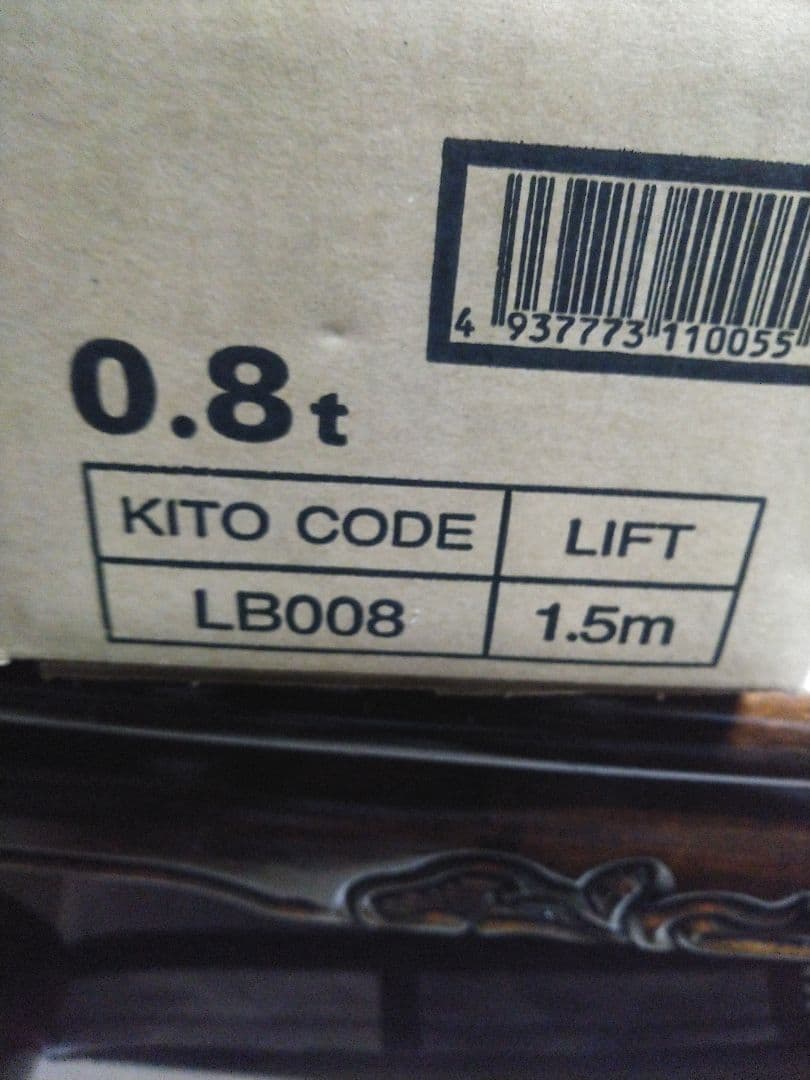 4 937773 110055
0.8t
KITO CODE LIFT
LB008 1.5m